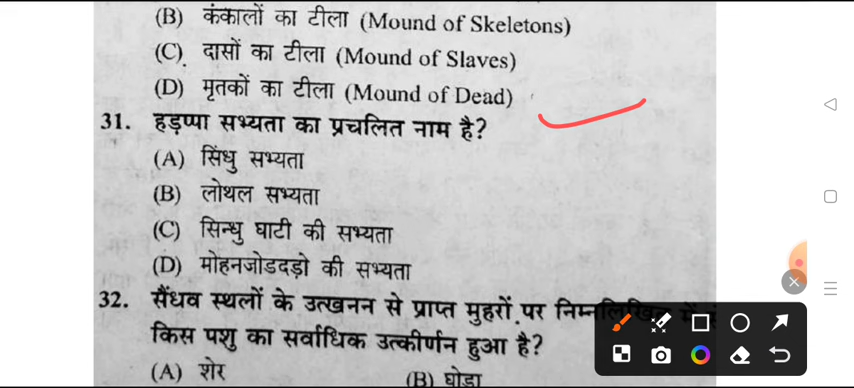 (B) कंकालों का टीला (Mound of Skeletons)
(C) दासों का टीला (Mound of Slaves)
(D) मृतकों का टीला (Mound of Dead)
31. हड़प्पा सभ्यता का प्रचलित नाम है?
(A) सिंधु सभ्यता
(B) लोथल सभ्यता
(C) सिन्धु घाटी की सभ्यता
(D) मोहनजोडदड़ो की सभ्यता
32. सैंधव स्थलों के उत्खनन से प्राप्त मुहरों पर निम्नलिखित में
किस पशु का सर्वाधिक उत्कीर्णन हुआ है?
(A) शेर (B) घोड़ा